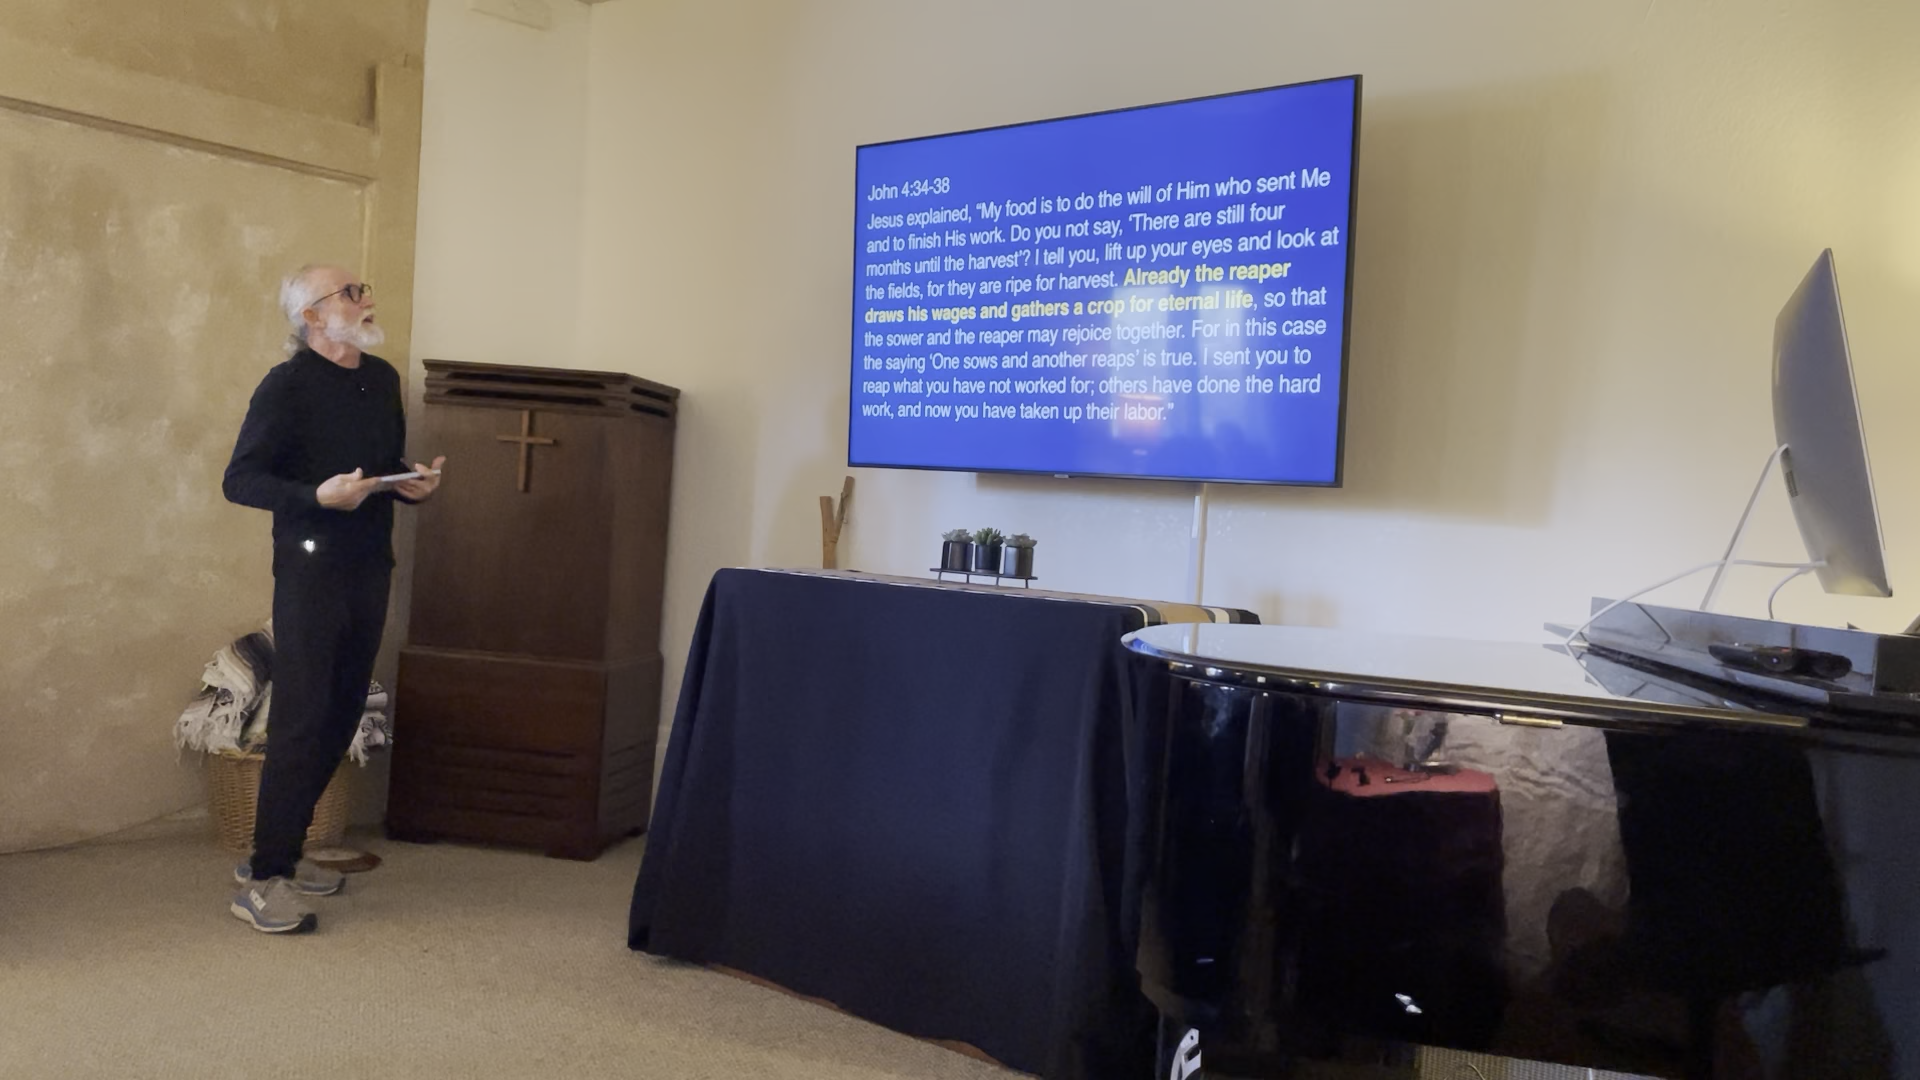 John 4:34-38
Jesus explained, “My food is to do the will of Him who sent Me
and to finish His work. Do you not say, ‘There are still four
months until the harvest’? I tell you, lift up your eyes and look at
the fields, for they are ripe for harvest. Already the reaper
draws his wages and gathers a crop for eternal life, so that
the sower and the reaper may rejoice together. For in this case
the saying ‘One sows and another reaps’ is true. I sent you to
reap what you have not worked for; others have done the hard
work, and now you have taken up their labor.”